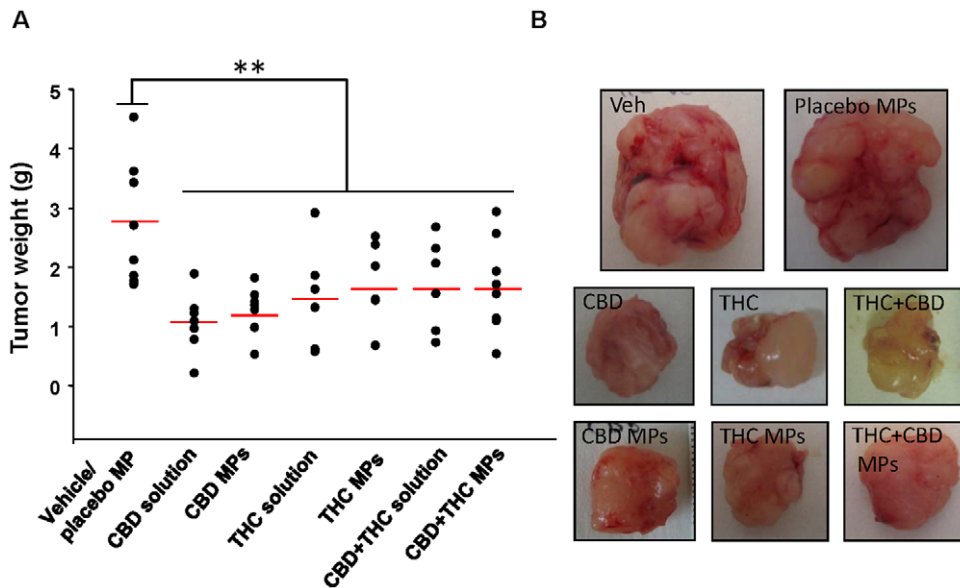 A
B
**
Tumor weight (g)
5
4
3
2
1
0
Vehicle/
placebo MP
CBD solution
CBD MPs
THC solution
THC MPs
CBD+THC solution
CBD+THC MPs
Veh
Placebo MPs
CBD
THC
THC+CBD
CBD MPs
THC MPs
THC+CBD
MPs